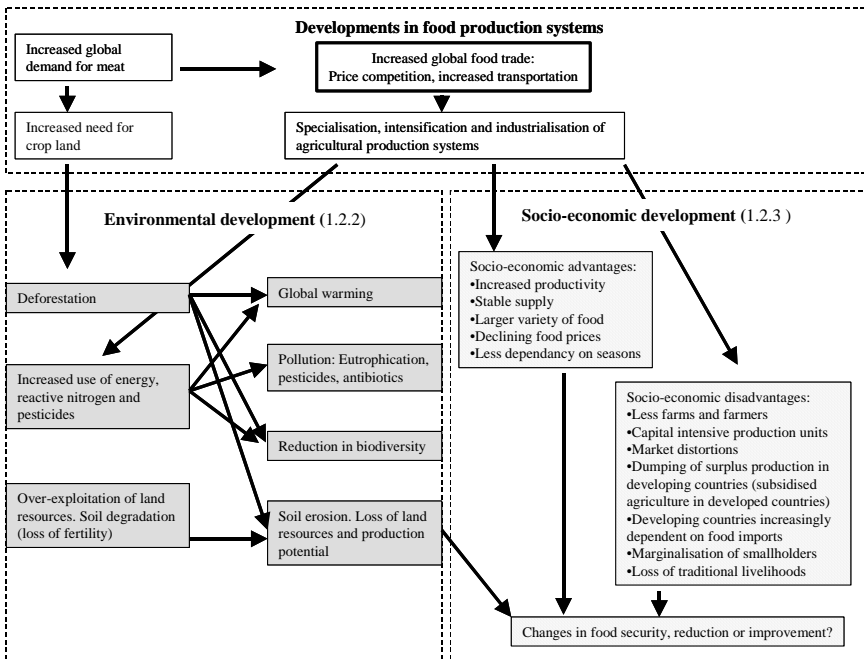 Developments in food production systems
Increased global
demand for meat
Increased global food trade:
Price competition, increased transportation
Increased need for
crop land
Specialisation, intensification and industrialisation of
agricultural production systems
Environmental development (1.2.2)
Deforestation
Global warming
Increased use of energy,
reactive nitrogen and
pesticides
Pollution: Eutrophication,
pesticides, antibiotics
Reduction in biodiversity
Over-exploitation of land
resources. Soil degradation
(loss of fertility)
Soil erosion. Loss of land
resources and production
potential
Socio-economic development (1.2.3 )
Socio-economic advantages:
•Increased productivity
•Stable supply
•Larger variety of food
•Declining food prices
•Less dependancy on seasons
Socio-economic disadvantages:
•Less farms and farmers
•Capital intensive production units
•Market distortions
•Dumping of surplus production in
developing countries (subsidised
agriculture in developed countries)
•Developing countries increasingly
dependent on food imports
•Marginalisation of smallholders
•Loss of traditional livelihoods
Changes in food security, reduction or improvement?